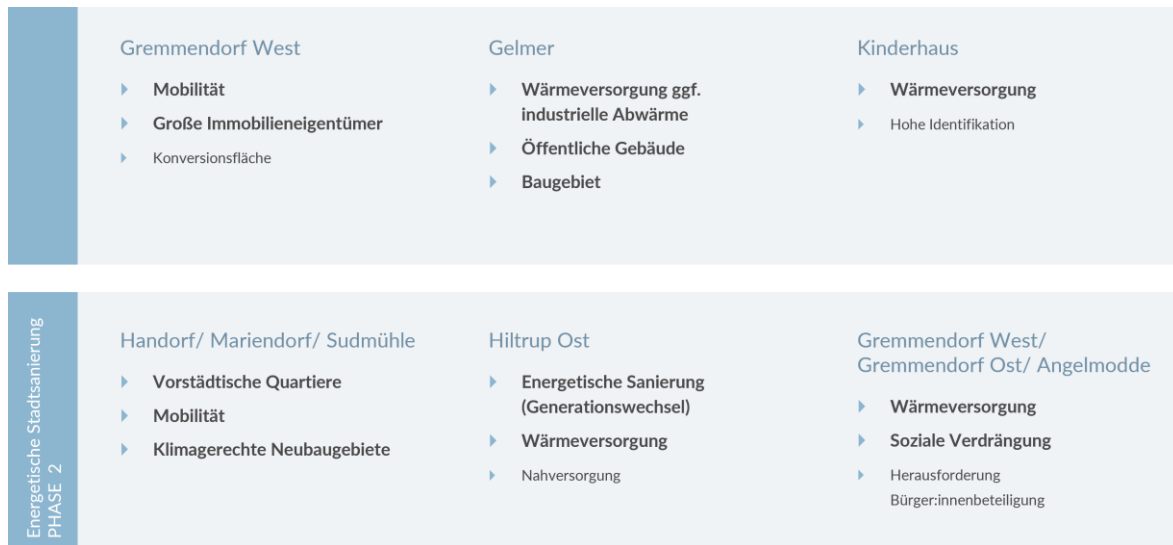 Gremmendorf West
Mobilität
Große Immobilieneigentümer
Konversionsfläche
Gelmer
Wärmeversorgung ggf.
industrielle Abwärme
Öffentliche Gebäude
Baugebiet
Kinderhaus
Wärmeversorgung
Hohe Identifikation
Energetische Stadtsanierung
PHASE 2
Handorf/ Mariendorf/ Sudmühle
Vorstädtische Quartiere
Mobilität
Klimagerechte Neubaugebiete
Hiltrup Ost
Energetische Sanierung
(Generationswechsel)
Wärmeversorgung
Nahversorgung
Gremmendorf West/
Gremmendorf Ost/ Angelmodde
Wärmeversorgung
Soziale Verdrängung
Herausforderung
Bürger:innenbeteiligung